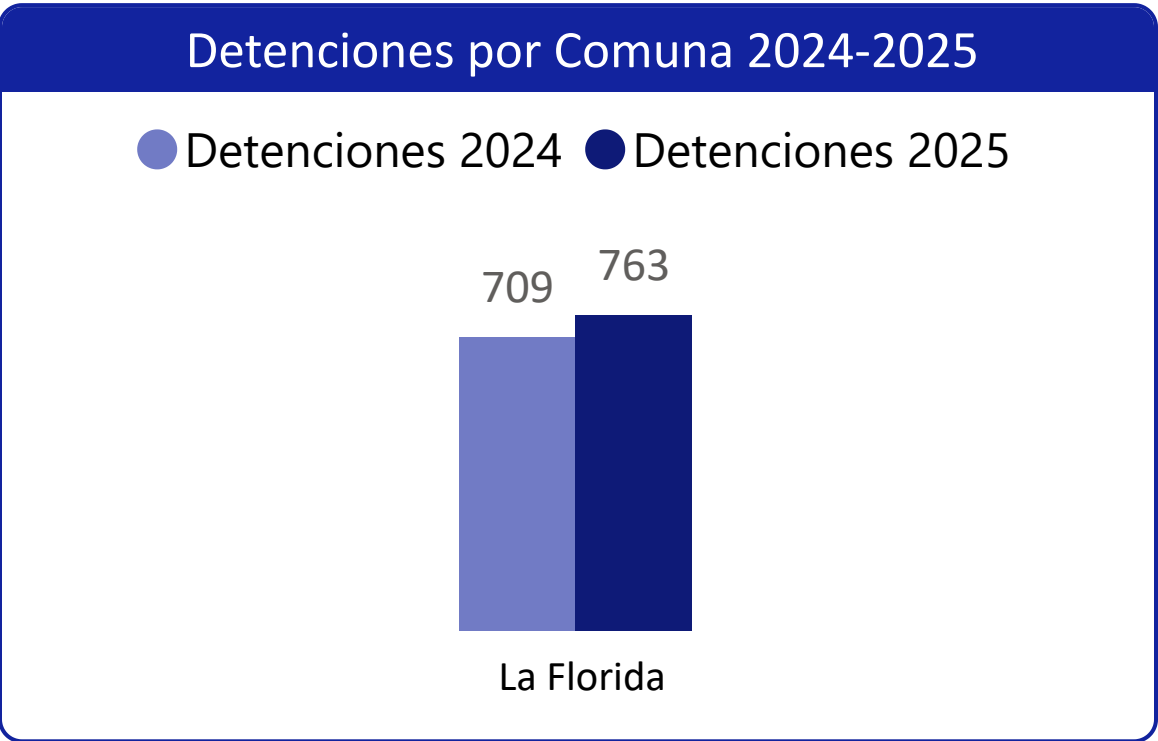 Detenciones por Comuna 2024-2025
Detenciones 2024 Detenciones 2025
709 763
La Florida